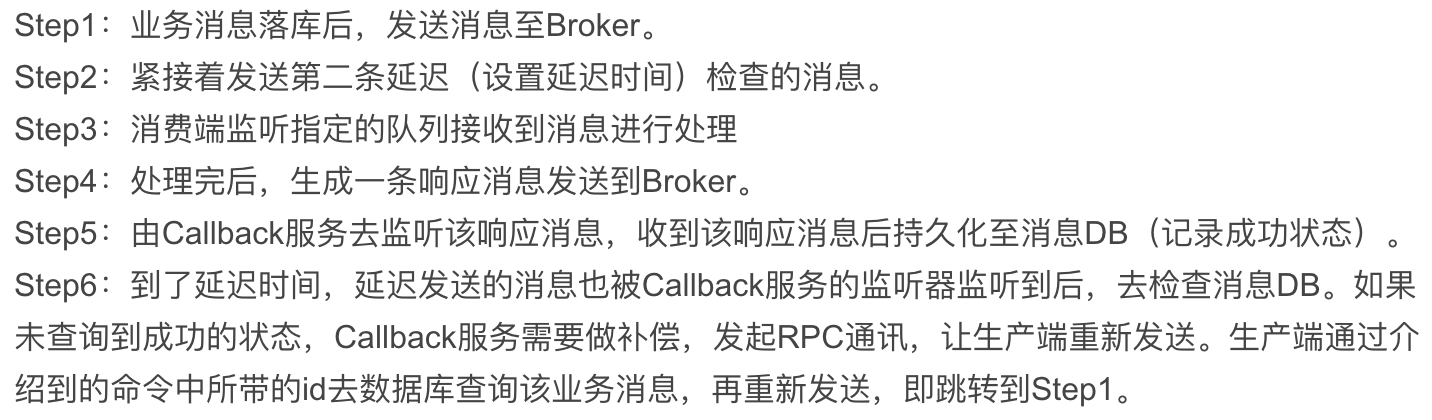 Step1：业务消息落库后，发送消息至Broker。
Step2：紧接着发送第二条延迟（设置延迟时间）检查的消息。
Step3：消费端监听指定的队列接收到消息进行处理
Step4：处理完后，生成一条响应消息发送到Broker。
Step5：由Callback服务去监听该响应消息，收到该响应消息后持久化至消息DB（记录成功状态）。
Step6：到了延迟时间，延迟发送的消息也被Callback服务的监听器监听到后，去检查消息DB。如果
未查询到成功的状态，Callback服务需要做补偿，发起RPC通讯，让生产端重新发送。生产端通过介
绍到的命令中所带的id去数据库查询该业务消息，再重新发送，即跳转到Step1。